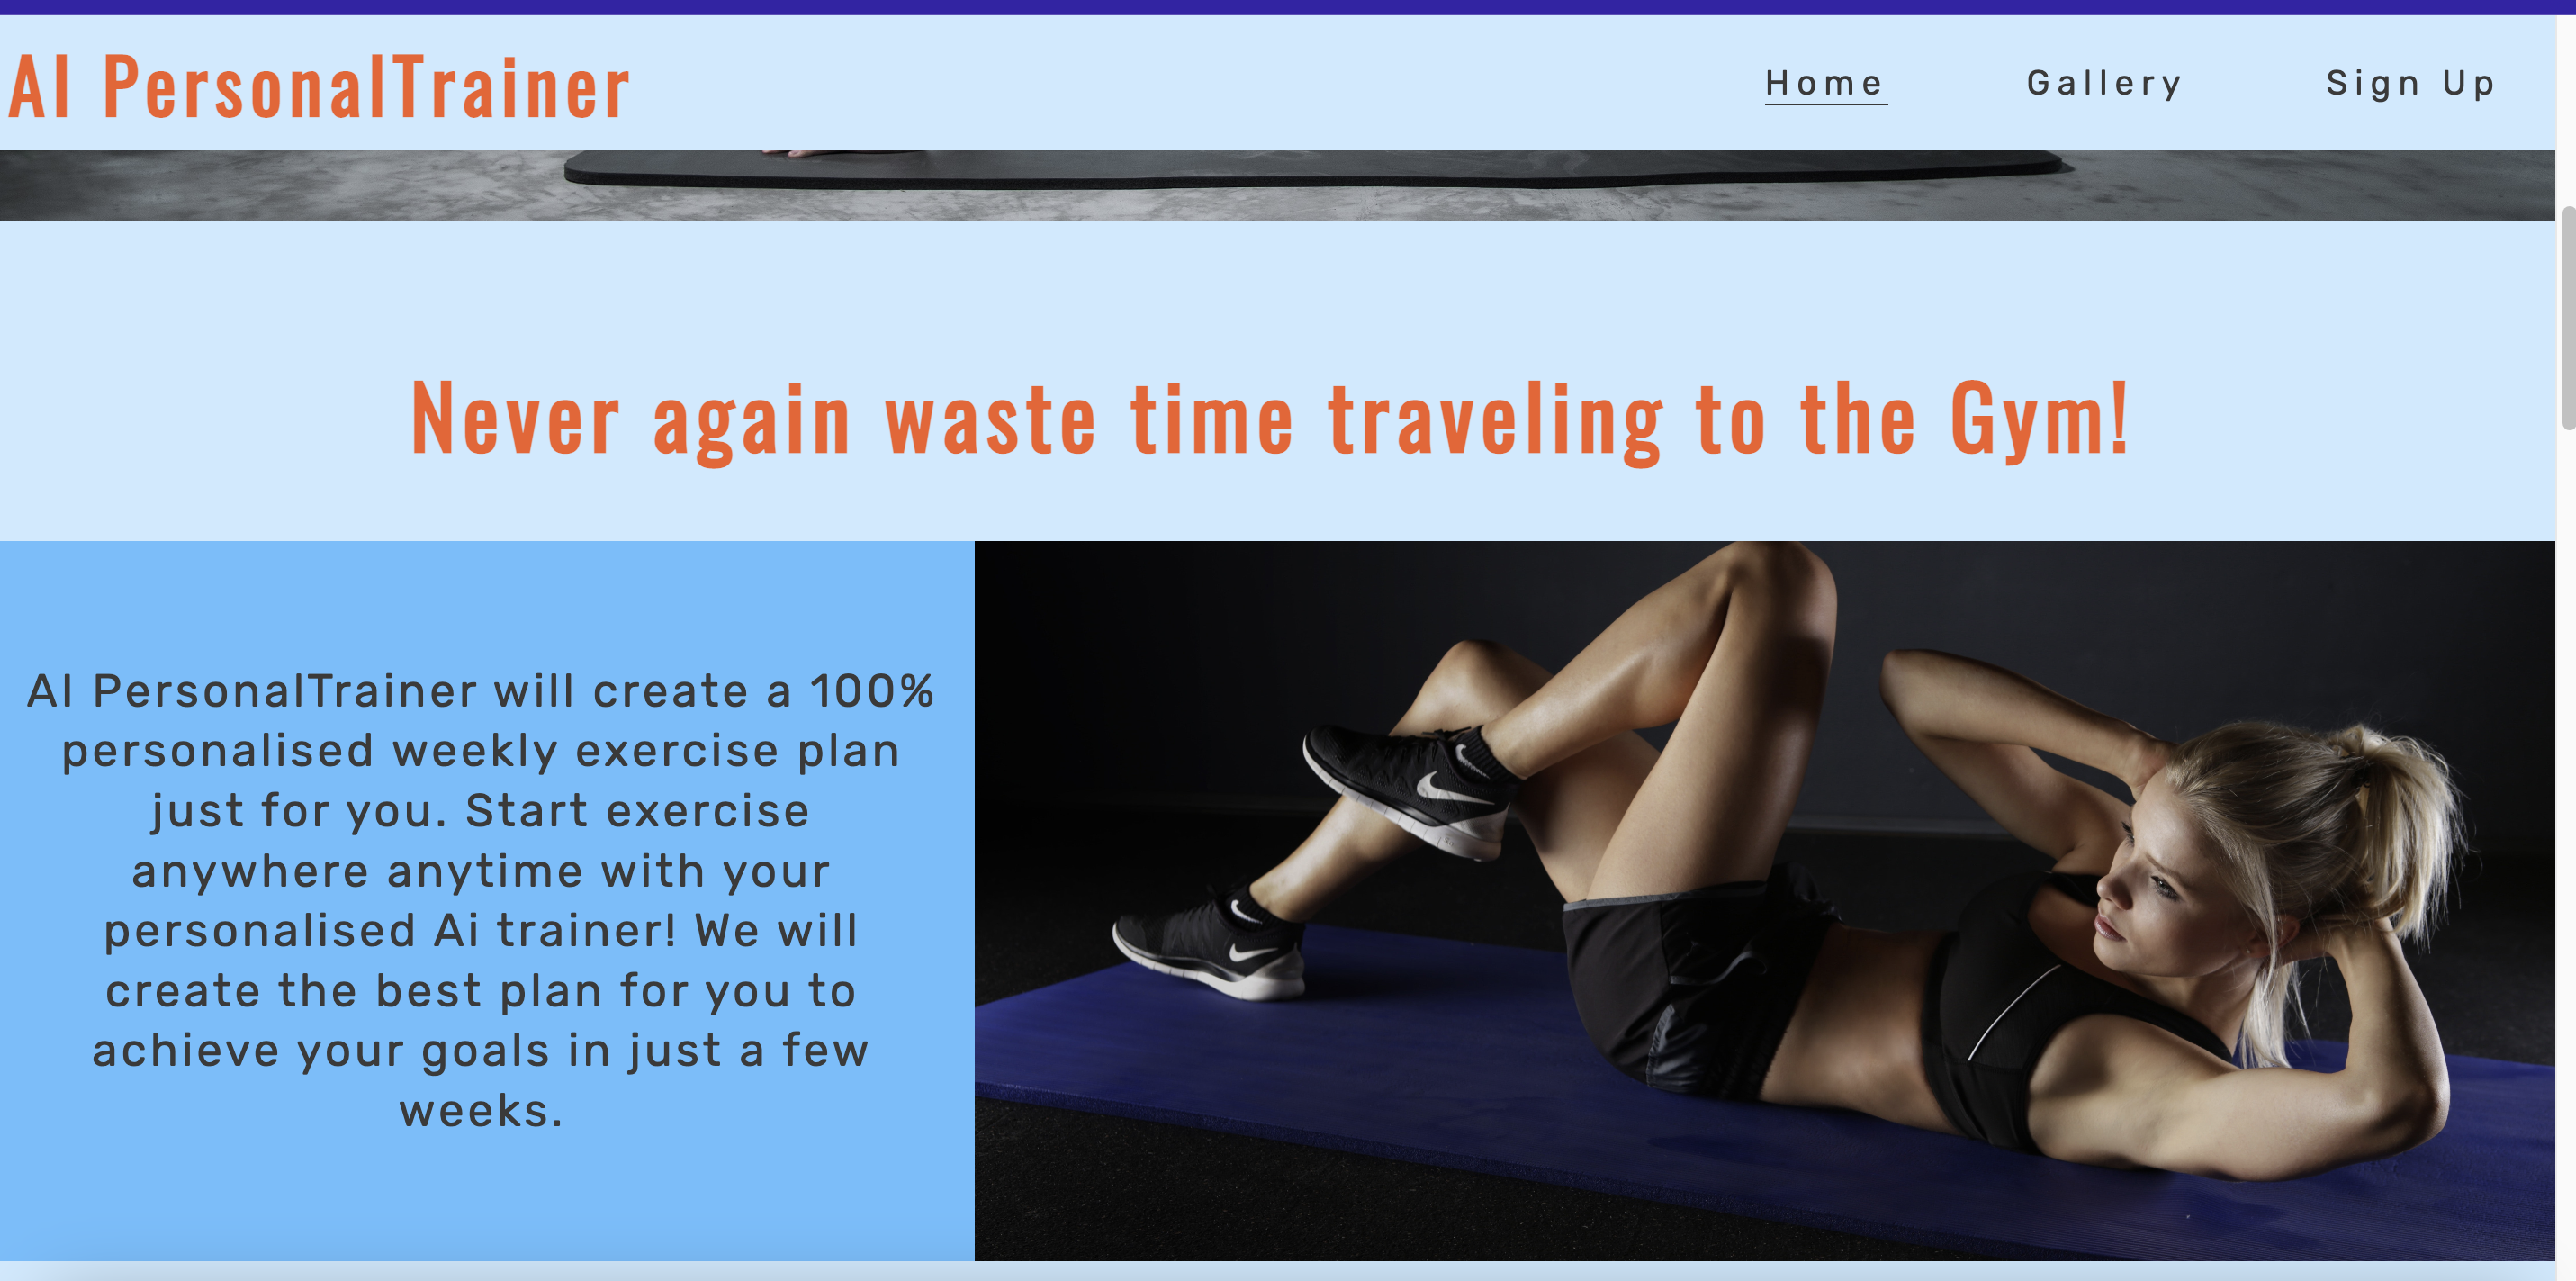 AI PersonalTrainer
Home
Gallery
Sign Up
Never again waste time traveling to the Gym!
AI PersonalTrainer will create a 100%
personalised weekly exercise plan
just for you. Start exercise
anywhere anytime with your
personalised Ai trainer! We will
create the best plan for you to
achieve your goals in just a few
weeks.